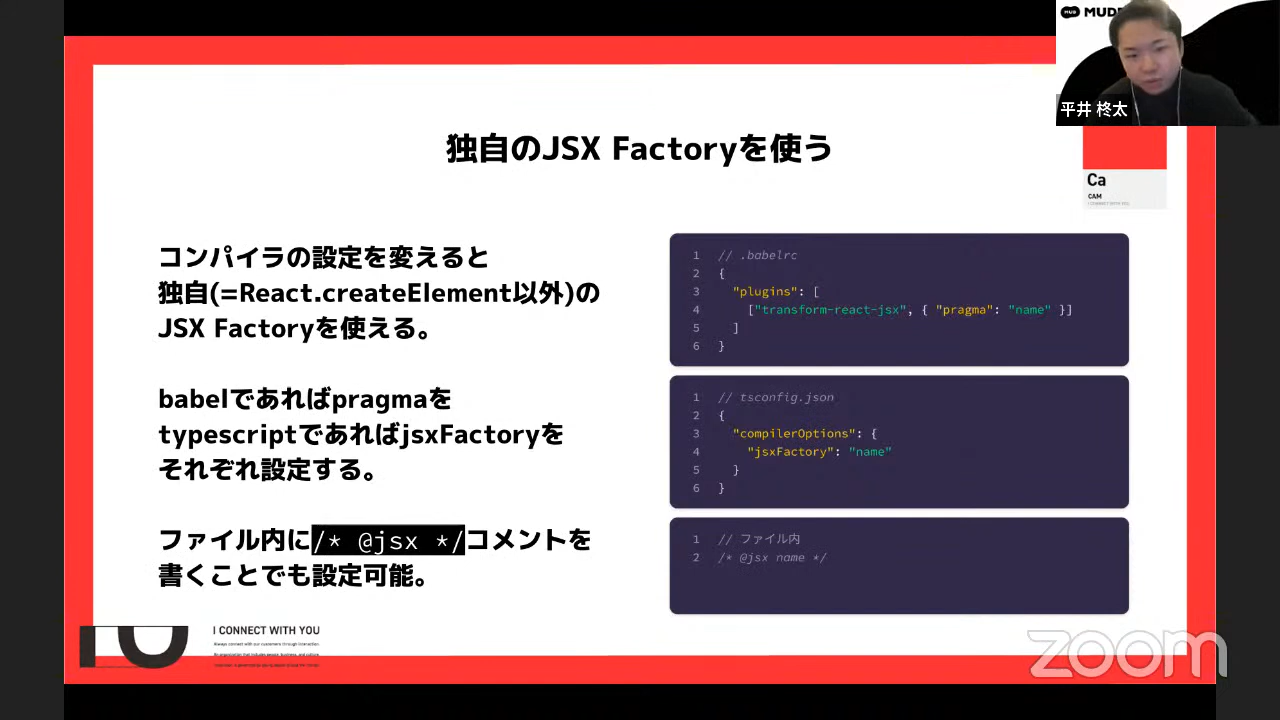 MUD
平井 柊太
独自のJSX Factoryを使う
Ca
CAM
コンパイラの設定を変えると
独自(=React.createElement以外)の
JSX Factoryを使える。
babelであればpragmaを
typescriptであればjsxFactoryを
それぞれ設定する。
ファイル内に/* @jsx */コメントを
書くことでも設定可能。
1 // .babelrc
2 {
3 "plugins": [
4 ["transform-react-jsx", { "pragma": "name" }]
5 ]
6 }
1 // tsconfig.json
2 {
3 "compilerOptions": {
4 "jsxFactory": "name"
5 }
6 }
1 // ファイル内
2 /* @jsx name */
I CONNECT WITH YOU
Always connect with our customers through interaction.
zoom